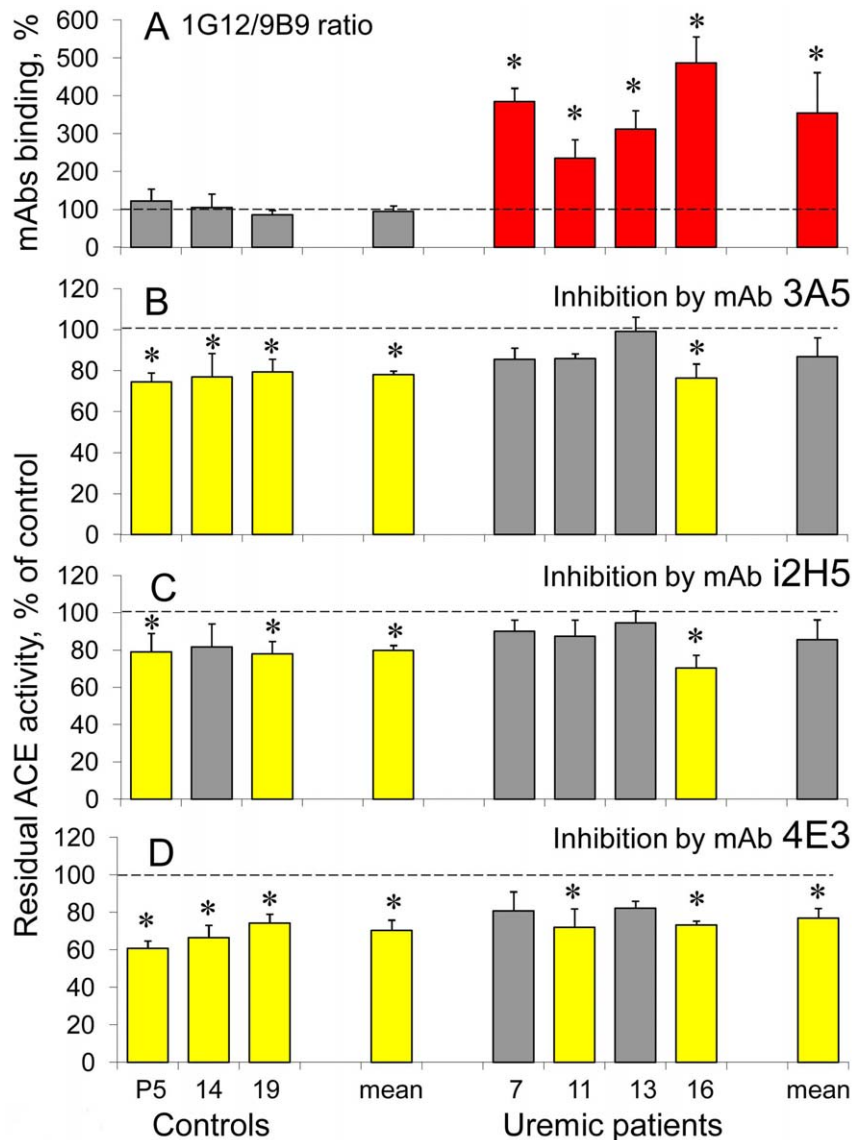 A 1G12/9B9 ratio
mAbs binding, %
600
500
400
300
200
100
0
* * * * *
B Inhibition by mAb 3A5
120
100
80
60
40
20
0
* * * * *
Residual ACE activity, % of control
C Inhibition by mAb i2H5
120
100
80
60
40
20
0
* * * *
D Inhibition by mAb 4E3
120
100
80
60
40
20
0
* * * * * * *
P5 14 19 mean 7 11 13 16 mean
Controls Uremic patients